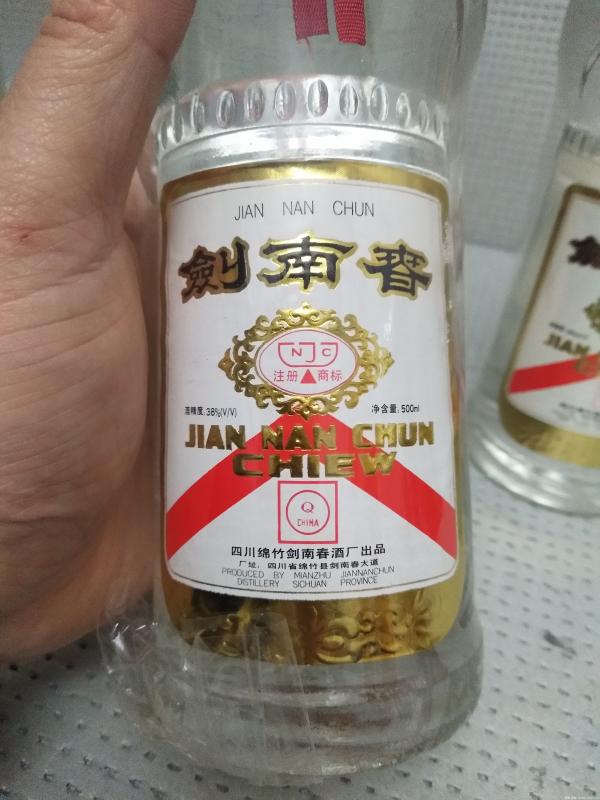 JIAN NAN CHUN
劍南春
NJC
注册 商标
酒精度.38%(V/V)
净含量.500ml
JIAN NAN CHUN
CHIEW
Q
CHINA
四川绵竹剑南春酒厂出品
厂址:四川省绵竹县剑南春大道
PRODUCED BY MIANZHU JIANNANCHUN
DISTILLERY SICHUAN PROVINCE
JIAN